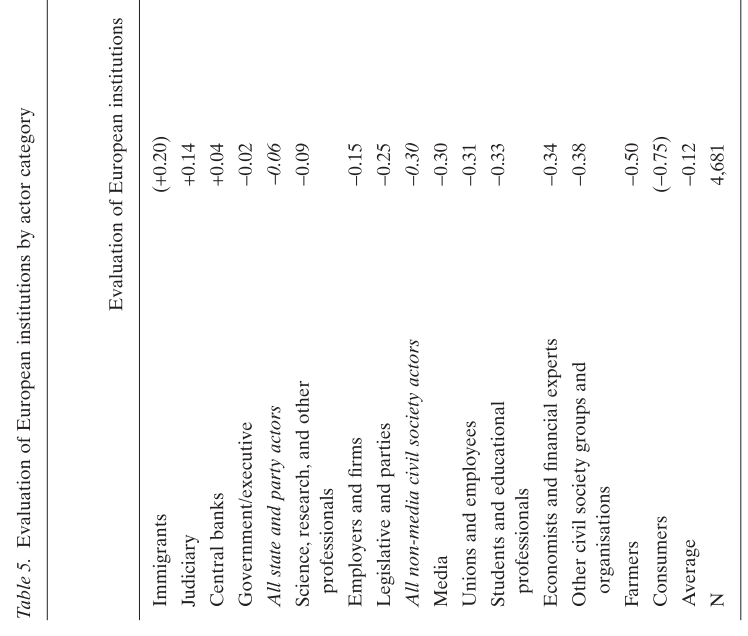 Table 5. Evaluation of European institutions by actor category
Evaluation of European institutions
Immigrants (+0.20)
Judiciary +0.14
Central banks +0.04
Government/executive –0.02
All state and party actors –0.06
Science, research, and other –0.09
professionals
Employers and firms –0.15
Legislative and parties –0.25
All non-media civil society actors –0.30
Media –0.30
Unions and employees –0.31
Students and educational –0.33
professionals
Economists and financial experts –0.34
Other civil society groups and –0.38
organisations
Farmers –0.50
Consumers (–0.75)
Average –0.12
N 4,681